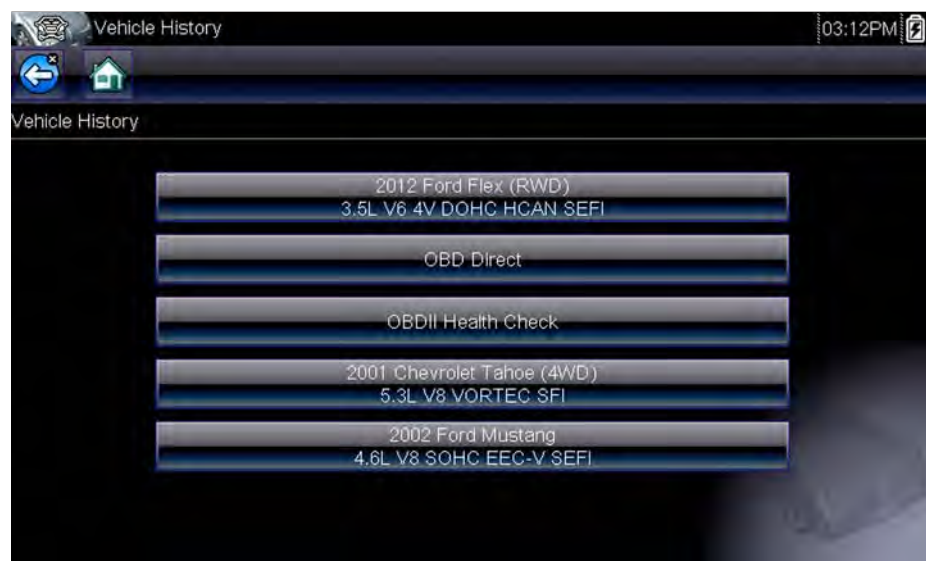 Vehicle History
03:12PM
Vehicle History
2012 Ford Flex (RWD)
3.5L V6 4V DOHC HCAN SEFI
OBD Direct
OBDII Health Check
2001 Chevrolet Tahoe (4WD)
5.3L V8 VORTEC SFI
2002 Ford Mustang
4.6L V8 SOHC EEC-V SEFI